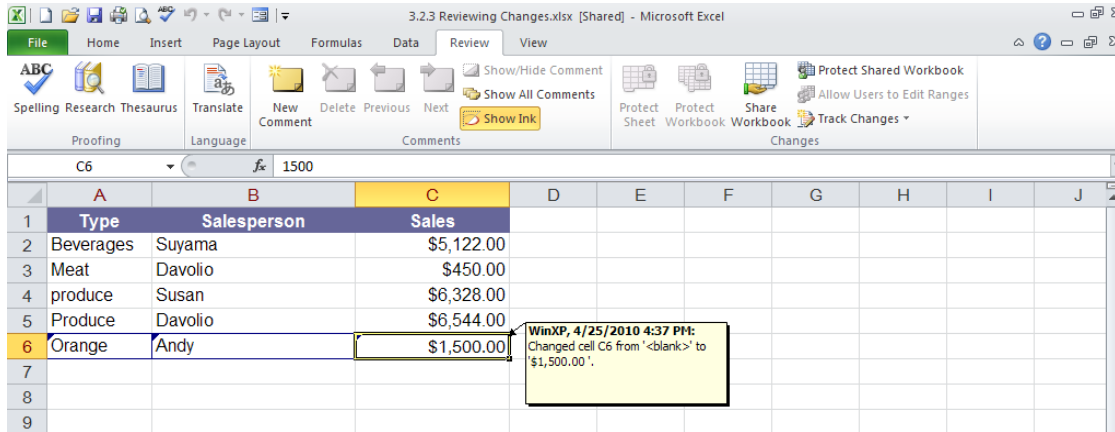 3.2.3 Reviewing Changes.xlsx [Shared] - Microsoft Excel
File Home Insert Page Layout Formulas Data Review View
ABC
Spelling Research Thesaurus
Proofing
Translate
Language
New Comment
Delete Previous Next
Show/Hide Comment
Show All Comments
Show Ink
Comments
Protect Sheet
Protect Workbook
Share Workbook
Protect Shared Workbook
Allow Users to Edit Ranges
Track Changes
Changes
C6 fx 1500
A B C D E F G H I J
1 Type Salesperson Sales
2 Beverages Suyama $5,122.00
3 Meat Davolio $450.00
4 produce Susan $6,328.00
5 Produce Davolio $6,544.00
6 Orange Andy $1,500.00
WinXP, 4/25/2010 4:37 PM:
Changed cell C6 from '<blank>' to
'$1,500.00 '.
7
8
9